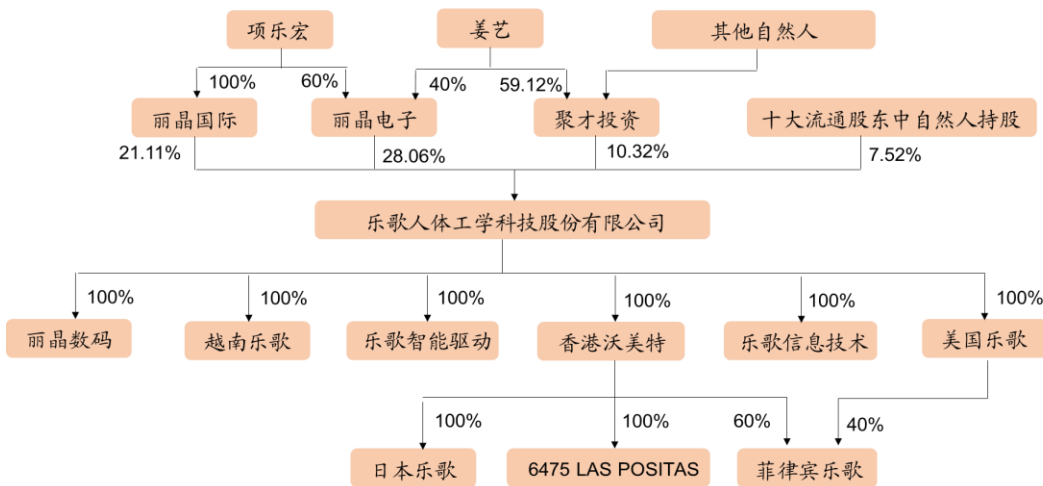 项乐宏
姜艺
其他自然人
100%
60%
40%
59.12%
丽晶国际
丽晶电子
聚才投资
十大流通股东中自然人持股
21.11%
28.06%
10.32%
7.52%
乐歌人体工学科技股份有限公司
100%
100%
100%
100%
100%
100%
丽晶数码
越南乐歌
乐歌智能驱动
香港沃美特
乐歌信息技术
美国乐歌
100%
100%
60%
40%
日本乐歌
6475 LAS POSITAS
菲律宾乐歌